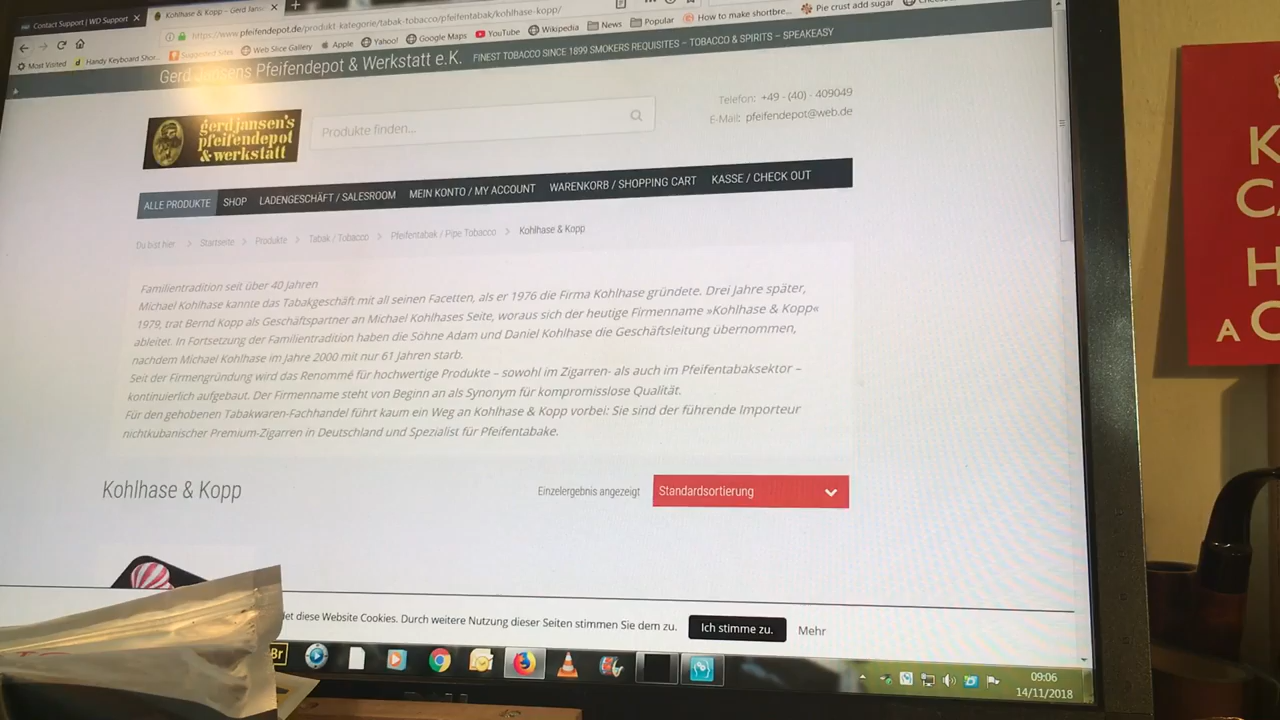 Contact Support | WD Support
Kohlhase & Kopp – Gerd Jans
https://www.pfeifendepot.de/produkt-kategorie/tabak-tobacco/pfeifentabak/kohlhase-kopp/
Most Visited
Handy Keyboard Shor...
Suggested Sites
Web Slice Gallery
Apple
Yahoo!
Google Maps
YouTube
Wikipedia
News
Popular
How to make shortbre...
Pie crust add sugar
Gerd Jansens Pfeifendepot & Werkstatt e.K. FINEST TOBACCO SINCE 1899 SMOKERS REQUISITES – TOBACCO & SPIRITS – SPEAKEASY
gerd jansen's
pfeifendepot
& werkstatt
Produkte finden...
Telefon: +49 - (40) - 409049
E-Mail: pfeifendepot@web.de
ALLE PRODUKTE SHOP LADENGESCHÄFT / SALESROOM MEIN KONTO / MY ACCOUNT WARENKORB / SHOPPING CART KASSE / CHECK OUT
Du bist hier > Startseite > Produkte > Tabak / Tobacco > Pfeifentabak / Pipe Tobacco > Kohlhase & Kopp
Familientradition seit über 40 Jahren
Michael Kohlhase kannte das Tabakgeschäft mit all seinen Facetten, als er 1976 die Firma Kohlhase gründete. Drei Jahre später,
1979, trat Bernd Kopp als Geschäftspartner an Michael Kohlhases Seite, woraus sich der heutige Firmenname »Kohlhase & Kopp«
ableitet. In Fortsetzung der Familientradition haben die Söhne Adam und Daniel Kohlhase die Geschäftsleitung übernommen,
nachdem Michael Kohlhase im Jahre 2000 mit nur 61 Jahren starb.
Seit der Firmengründung wird das Renommé für hochwertige Produkte – sowohl im Zigarren- als auch im Pfeifentabaksektor –
kontinuierlich aufgebaut. Der Firmenname steht von Beginn an als Synonym für kompromisslose Qualität.
Für den gehobenen Tabakwaren-Fachhandel führt kaum ein Weg an Kohlhase & Kopp vorbei: Sie sind der führende Importeur
nichtkubanischer Premium-Zigarren in Deutschland und Spezialist für Pfeifentabake.
Kohlhase & Kopp
Einzelergebnis angezeigt
Standardsortierung
diese Website Cookies. Durch weitere Nutzung dieser Seiten stimmen Sie dem zu.
Ich stimme zu.
Mehr
Br
09:06
14/11/2018
K
C
H
A C